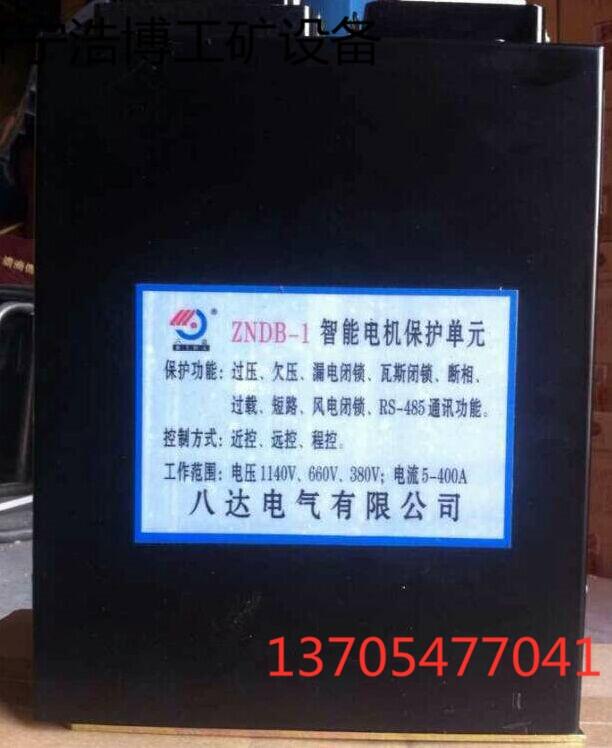 宁浩博工矿设备
ZNDB-1 智能电机保护单元
保护功能：过压、欠压、漏电闭锁、瓦斯闭锁、断相、
过载、短路、风电闭锁、RS-485通讯功能。
控制方式：近控、远控、程控。
工作范围：电压1140V、660V、380V；电流5-400A
八达电气有限公司
13705477041